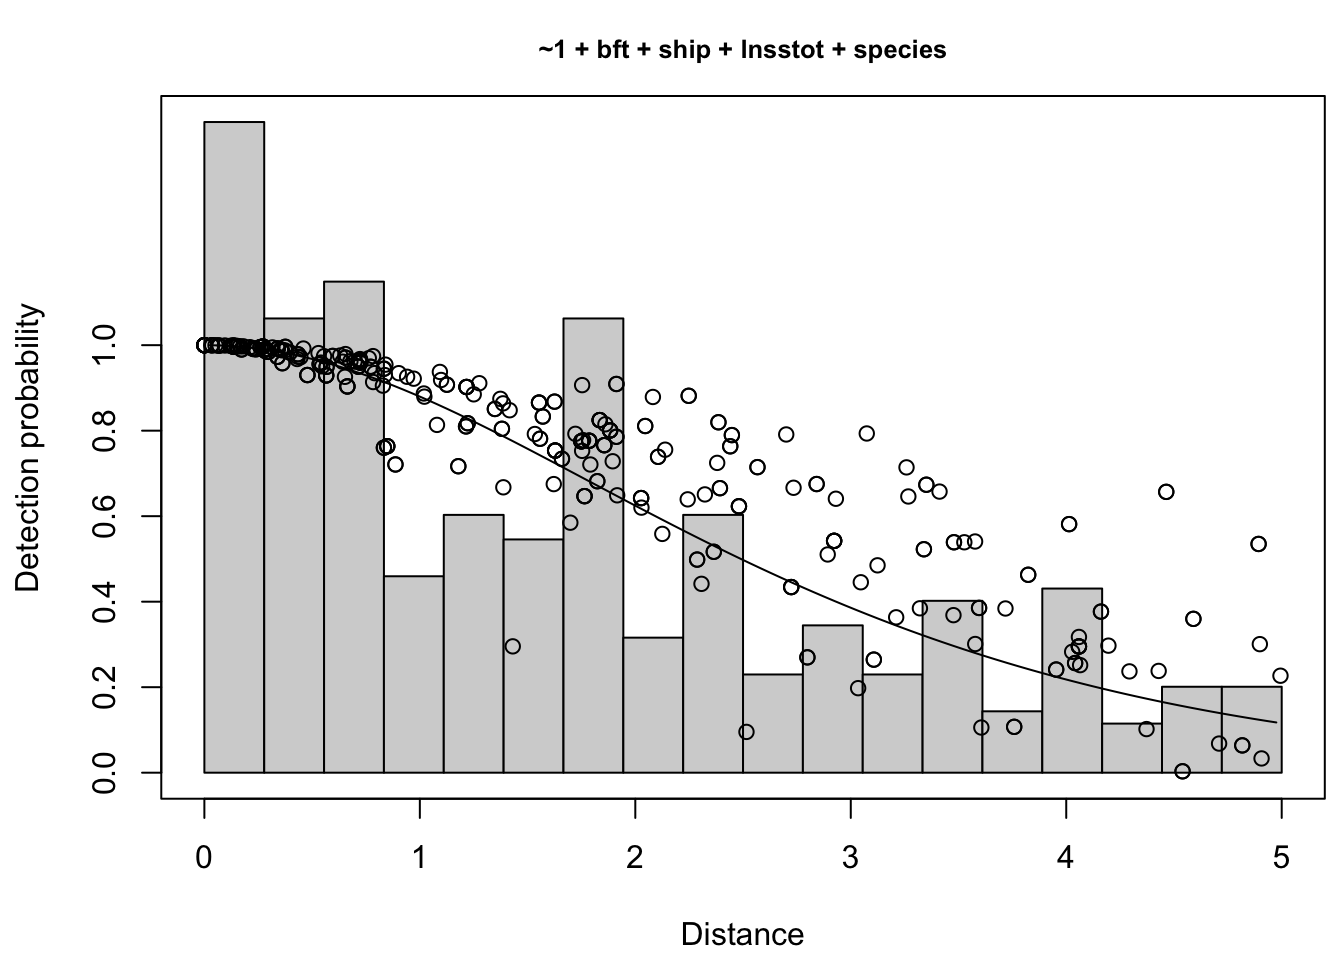 ~1 + bft + ship + lnsstot + species
Detection probability
1.0
0.8
0.6
0.4
0.2
0.0
0 1 2 3 4 5
Distance